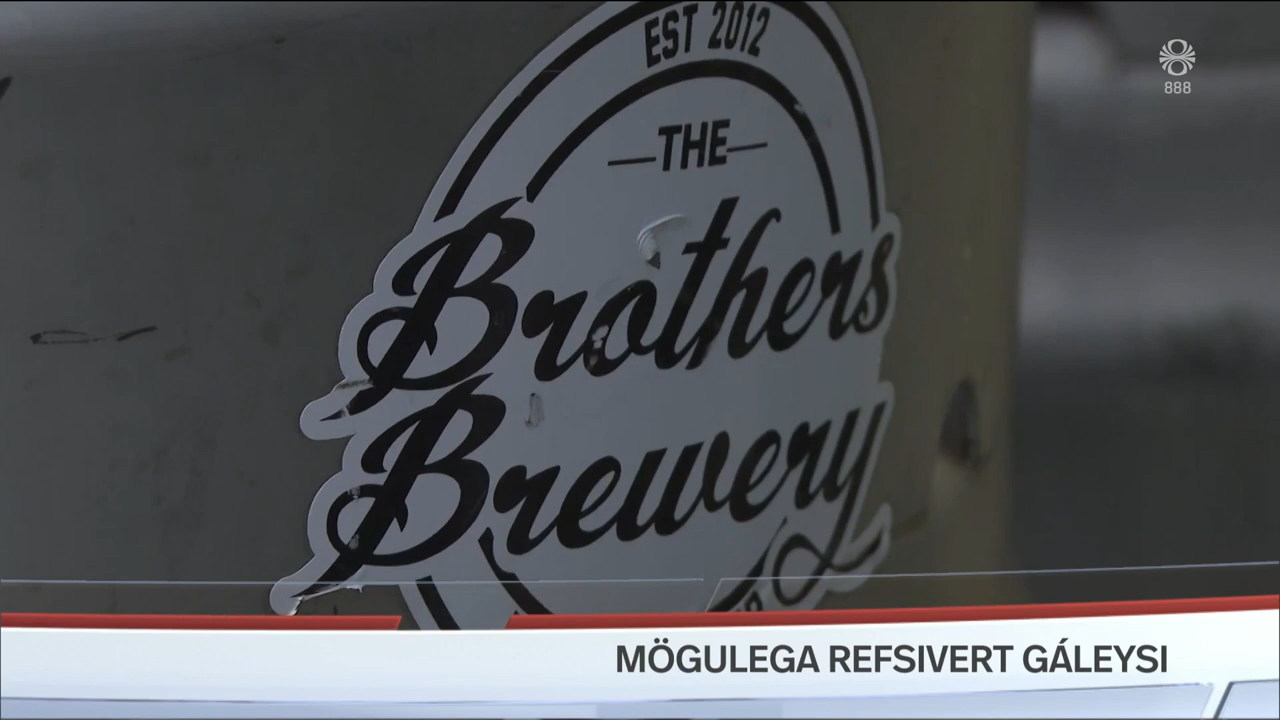 EST 2012
888
THE
Brothers
Brewery
MÖGULEGA REFSIVERT GÁLEYSI